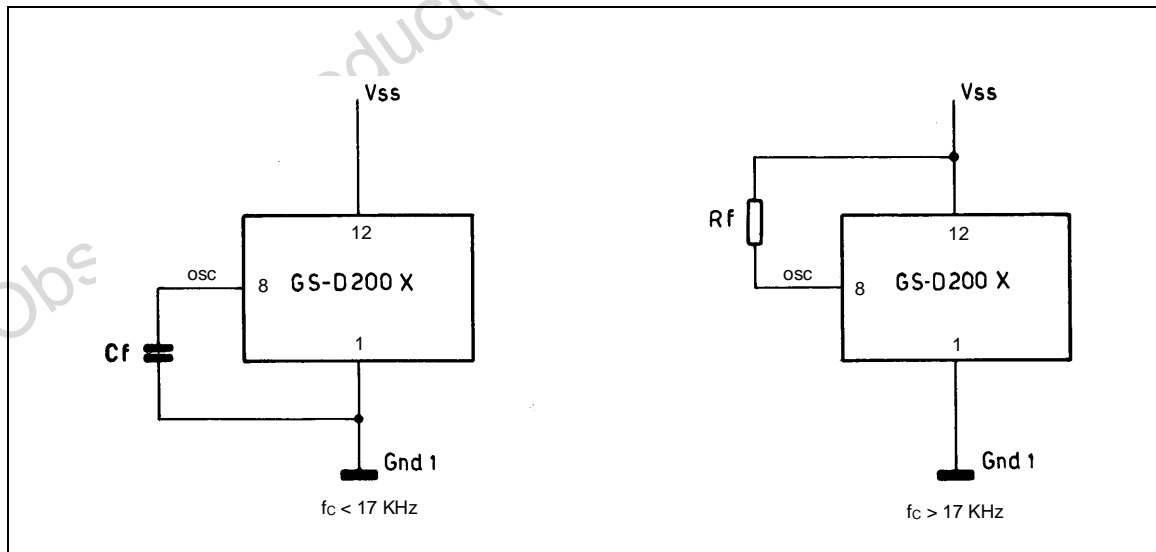 Vss
12
osc
8
GS-D200 X
1
Cf
Gnd 1
fC < 17 KHz
Vss
Rf
12
osc
8
GS-D200 X
1
Gnd 1
fC > 17 KHz